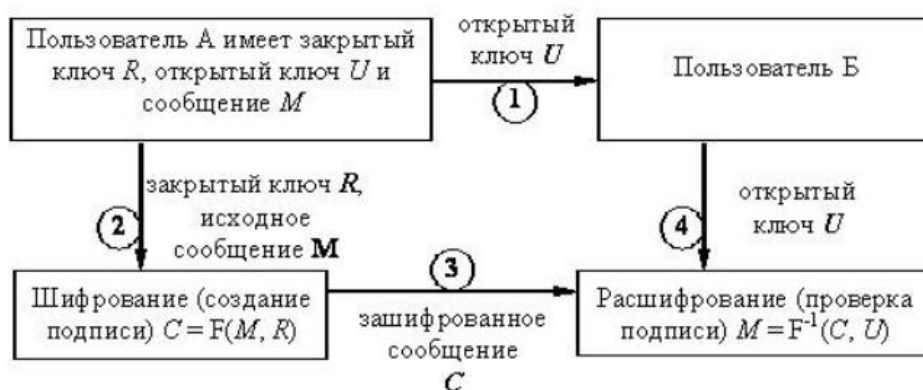 Пользователь А имеет закрытый
ключ R, открытый ключ U и
сообщение M
открытый
ключ U
1
Пользователь Б
2
закрытый ключ R,
исходное
сообщение M
3
зашифрованное
сообщение
C
4
открытый
ключ U
Шифрование (создание
подписи) C = F(M, R)
Расшифрование (проверка
подписи) M = F⁻¹(C, U)